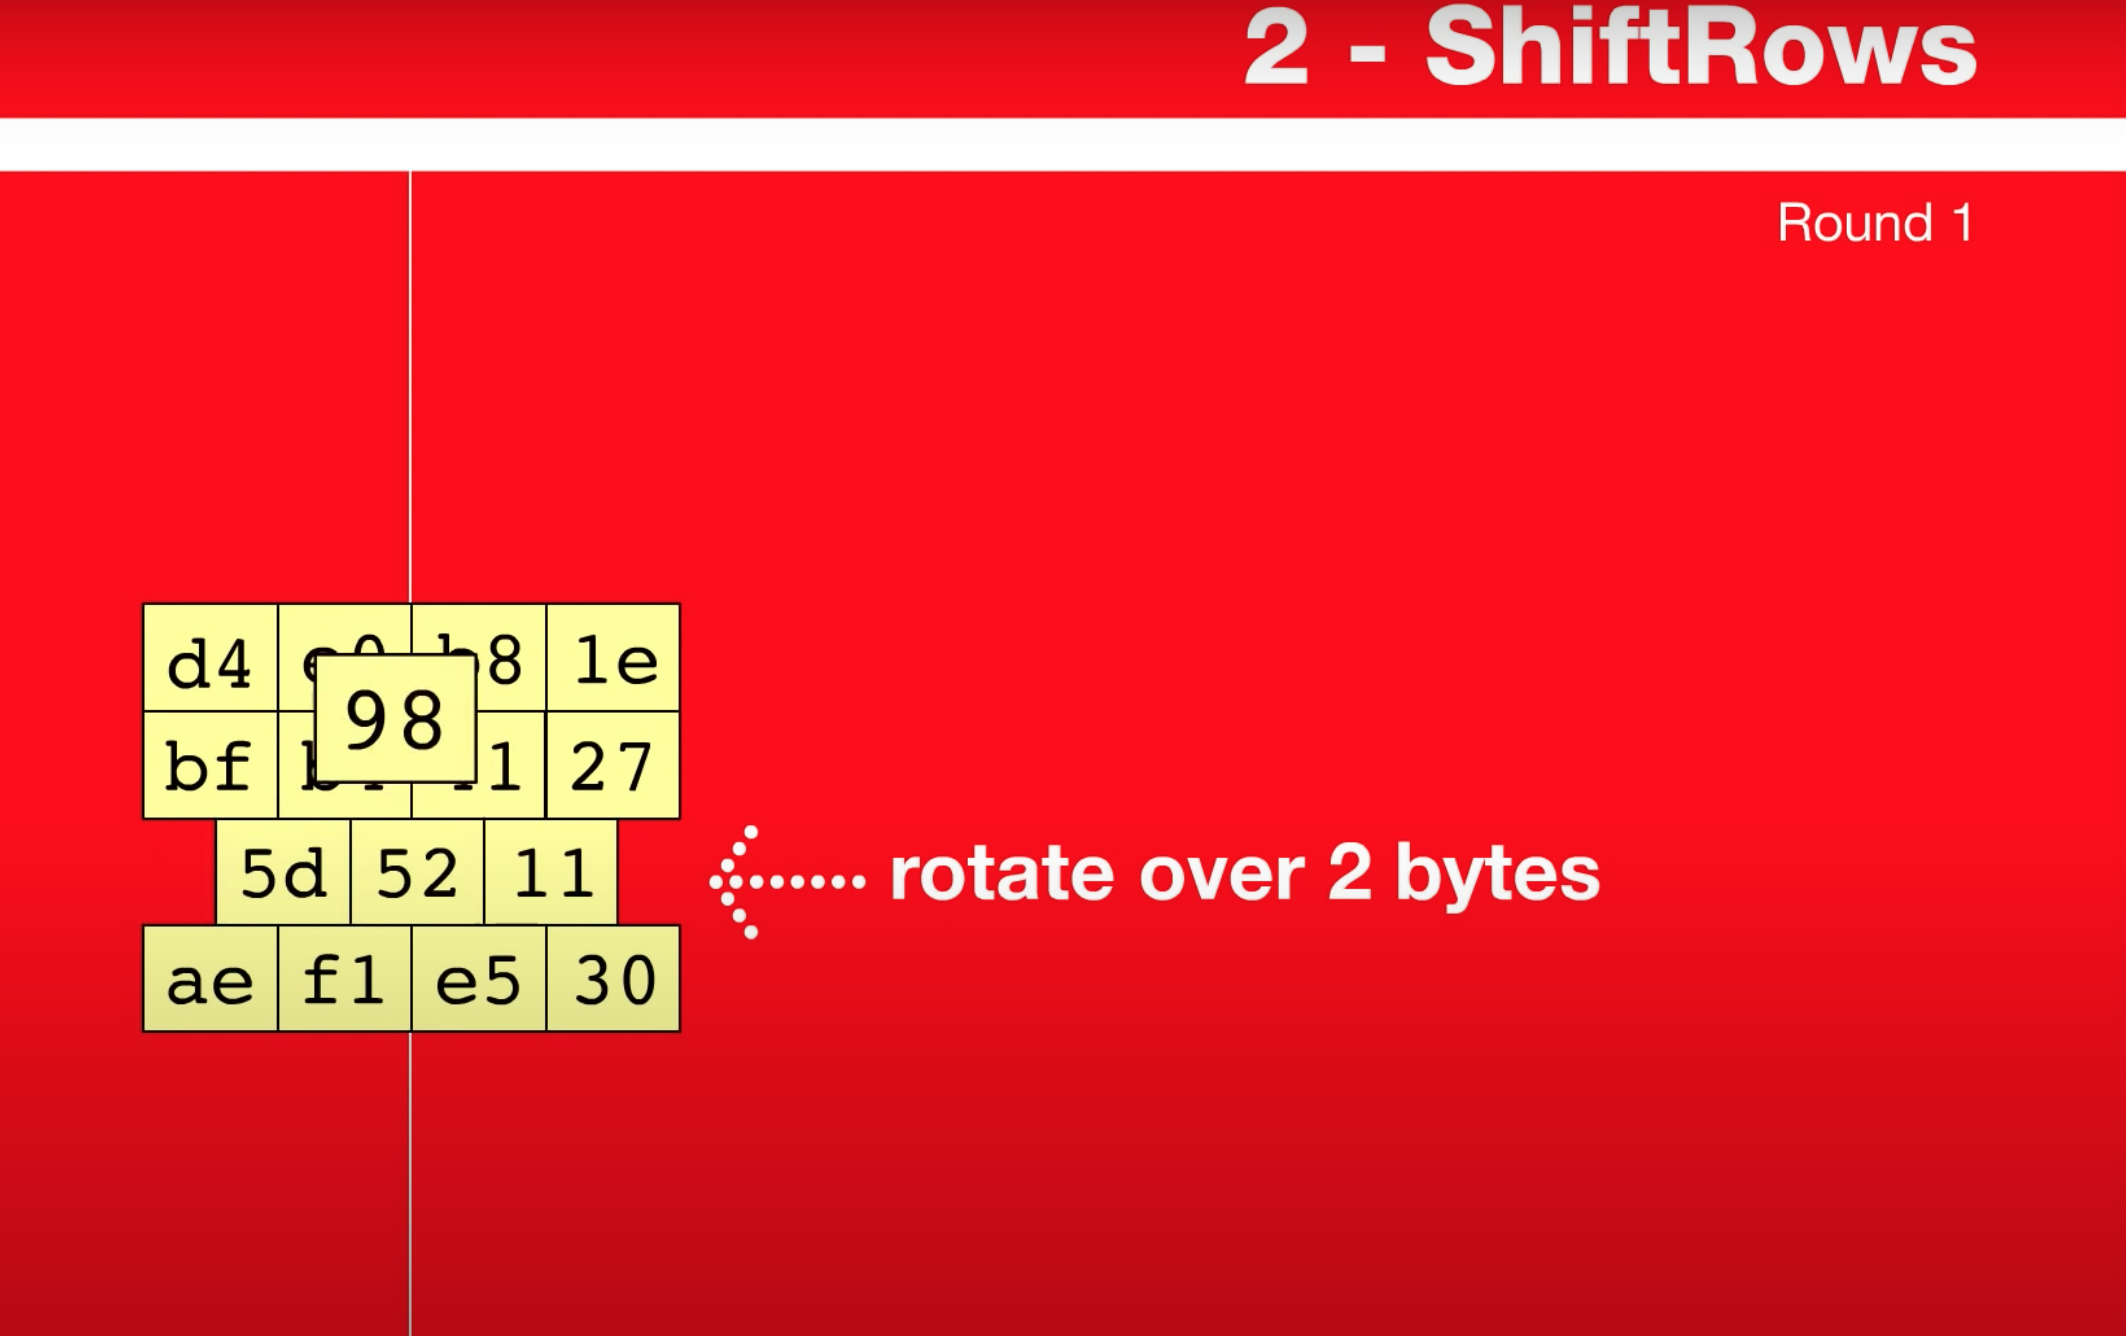 2 - ShiftRows
Round 1
d4 1e
98
bf 27
5d 52 11
rotate over 2 bytes
ae f1 e5 30